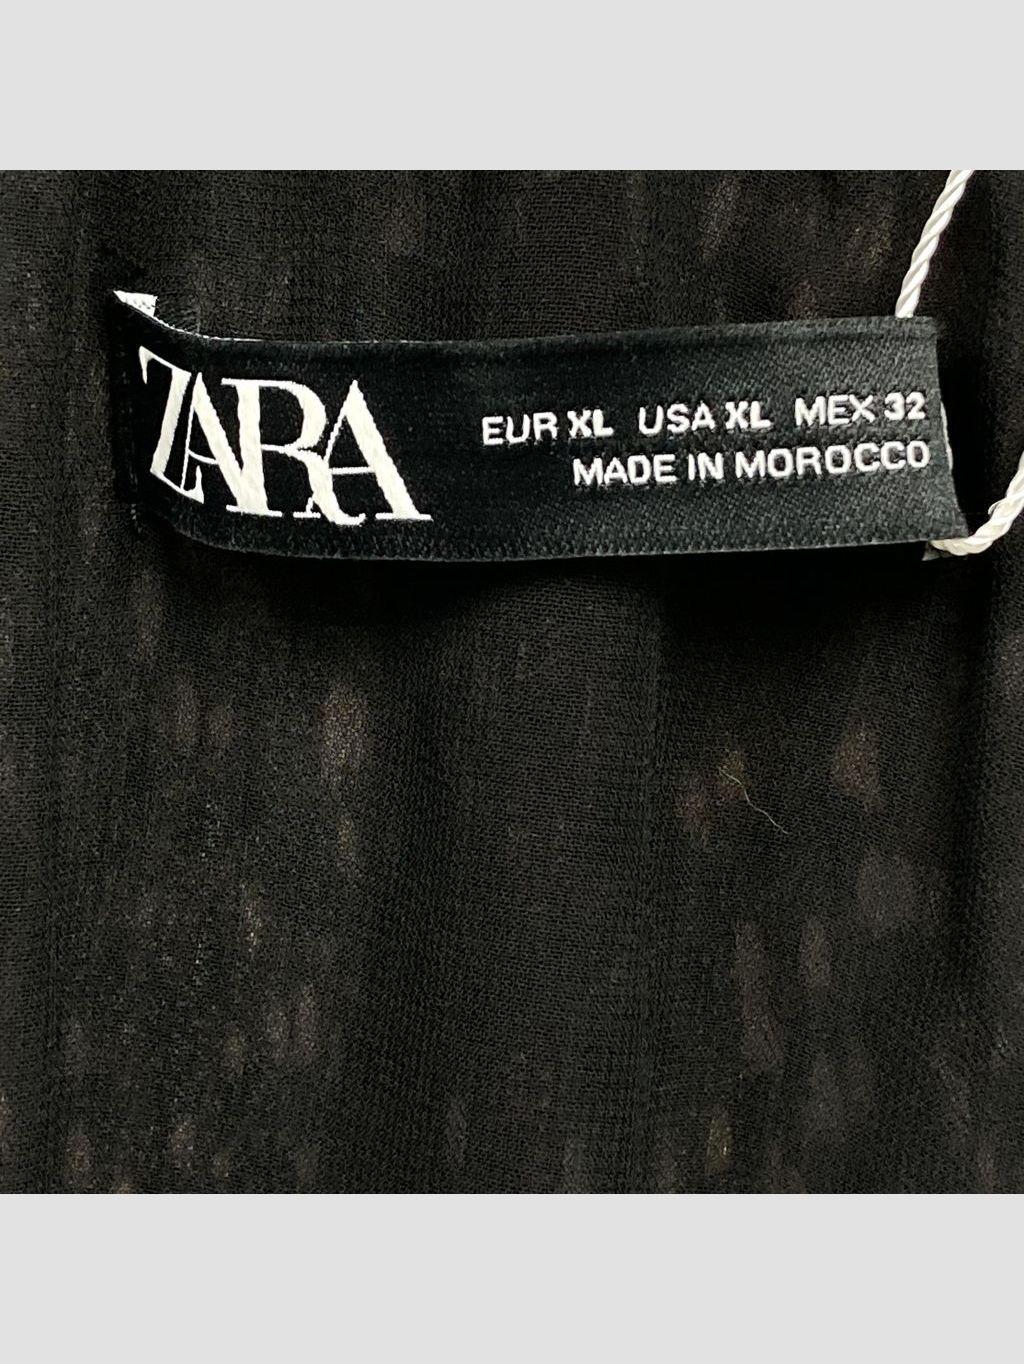 ZARA
EUR XL USA XL MEX 32
MADE IN MOROCCO